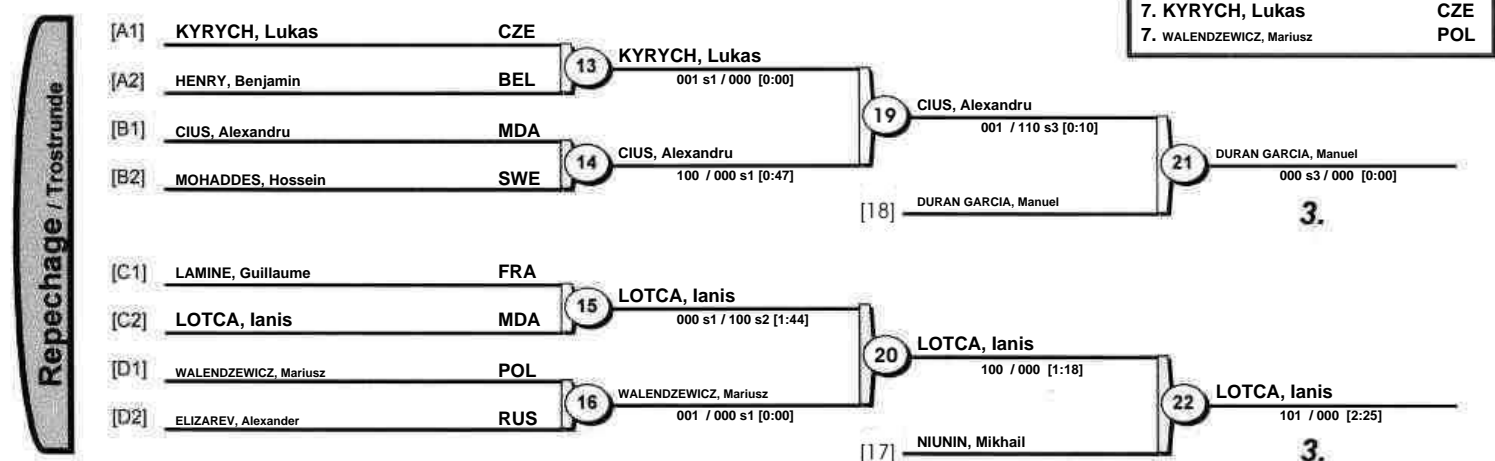 7. KYRYCH, Lukas CZE
7. WALENDZEWICZ, Mariusz POL
Repechage / Trostrunde
[A1] KYRYCH, Lukas CZE
[A2] HENRY, Benjamin BEL
13 KYRYCH, Lukas
001 s1 / 000 [0:00]
[B1] CIUS, Alexandru MDA
[B2] MOHADDES, Hossein SWE
14 CIUS, Alexandru
100 / 000 s1 [0:47]
19 CIUS, Alexandru
001 / 110 s3 [0:10]
[18] DURAN GARCIA, Manuel
21 DURAN GARCIA, Manuel
000 s3 / 000 [0:00]
3.
[C1] LAMINE, Guillaume FRA
[C2] LOTCA, Ianis MDA
15 LOTCA, Ianis
000 s1 / 100 s2 [1:44]
[D1] WALENDZEWICZ, Mariusz POL
[D2] ELIZAREV, Alexander RUS
16 WALENDZEWICZ, Mariusz
001 / 000 s1 [0:00]
20 LOTCA, Ianis
100 / 000 [1:18]
[17] NIUNIN, Mikhail
22 LOTCA, Ianis
101 / 000 [2:25]
3.